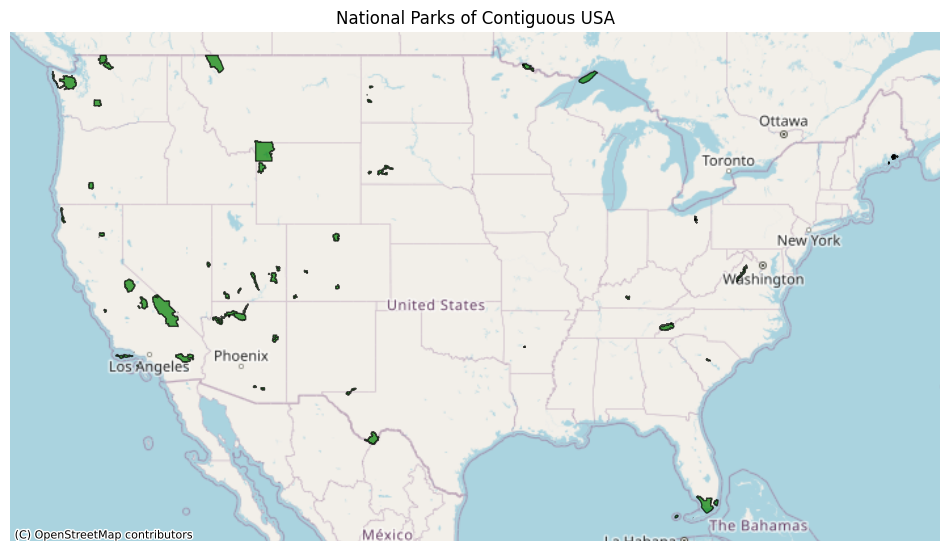 National Parks of Contiguous USA
Ottawa
Toronto
New York
Washington
United States
Phoenix
Los Angeles
The Bahamas
México
La Habana
(C) OpenStreetMap contributors